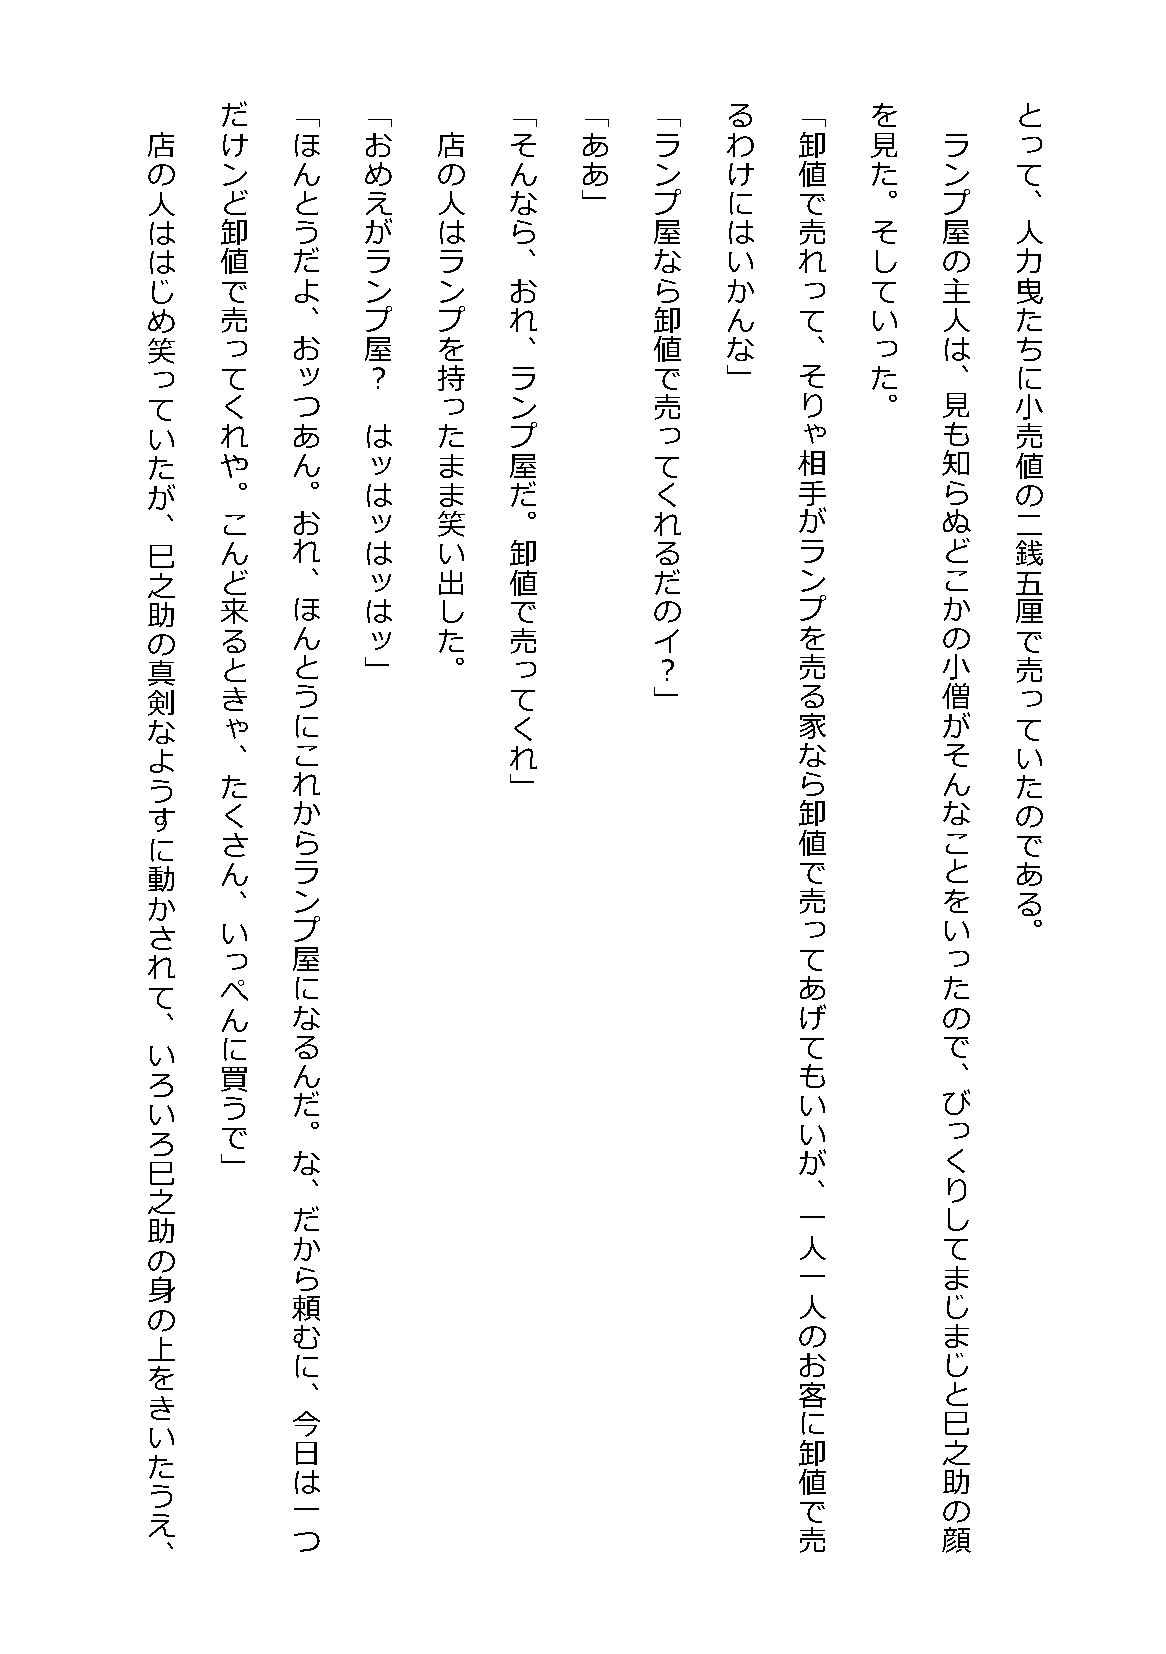 とって、人力曳たちに小売値の二銭五厘で売っていたのである。
　ランプ屋の主人は、見も知らぬどこかの小僧がそんなことをいったので、びっくりしてまじまじと巳之助の顔
を見た。そしていった。
「卸値で売れって、そりゃ相手がランプを売る家なら卸値で売ってあげてもいいが、一人一人のお客に卸値で売
るわけにはいかんな」
「ランプ屋なら卸値で売ってくれるだのイ？」
「ああ」
「そんなら、おれ、ランプ屋だ。卸値で売ってくれ」
　店の人はランプを持ったまま笑い出した。
「おめえがランプ屋？　はッはッはッはッ」
「ほんとうだよ、おッつあん。おれ、ほんとうにこれからランプ屋になるんだ。な、だから頼むに、今日は一つ
だけンど卸値で売ってくれや。こんど来るときゃ、たくさん、いっぺんに買うで」
　店の人ははじめ笑っていたが、巳之助の真剣なようすに動かされて、いろいろ巳之助の身の上をきいたうえ、